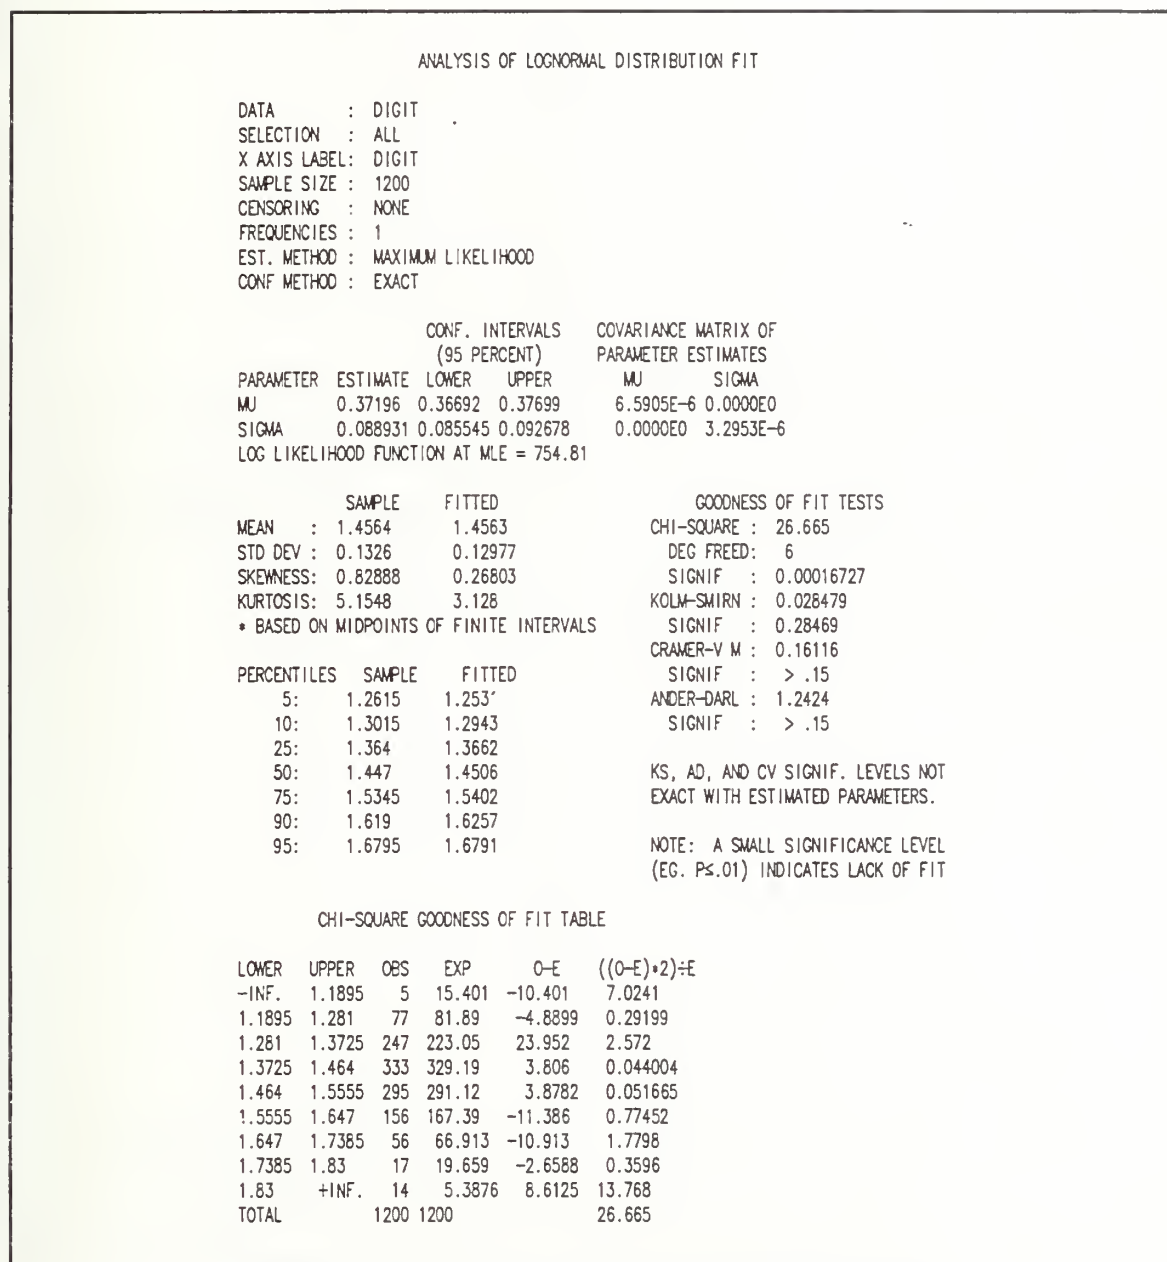 ANALYSIS OF LOGNORMAL DISTRIBUTION FIT
DATA : DIGIT
SELECTION : ALL
X AXIS LABEL: DIGIT
SAMPLE SIZE : 1200
CENSORING : NONE
FREQUENCIES : 1
EST. METHOD : MAXIMUM LIKELIHOOD
CONF METHOD : EXACT
CONF. INTERVALS COVARIANCE MATRIX OF
(95 PERCENT) PARAMETER ESTIMATES
PARAMETER ESTIMATE LOWER UPPER MU SIGMA
MU 0.37196 0.36692 0.37699 6.5905E-6 0.0000E0
SIGMA 0.088931 0.085545 0.092678 0.0000E0 3.2953E-6
LOG LIKELIHOOD FUNCTION AT MLE = 754.81
SAMPLE FITTED GOODNESS OF FIT TESTS
MEAN : 1.4564 1.4563 CHI-SQUARE : 26.665
STD DEV : 0.1326 0.12977 DEG FREED: 6
SKEWNESS: 0.82888 0.26803 SIGNIF : 0.00016727
KURTOSIS: 5.1548 3.128 KOLM-SMIRN : 0.028479
* BASED ON MIDPOINTS OF FINITE INTERVALS SIGNIF : 0.28469
CRAMER-V M : 0.16116
PERCENTILES SAMPLE FITTED SIGNIF : > .15
5: 1.2615 1.253 ANDER-DARL : 1.2424
10: 1.3015 1.2943 SIGNIF : > .15
25: 1.364 1.3662
50: 1.447 1.4506 KS, AD, AND CV SIGNIF. LEVELS NOT
75: 1.5345 1.5402 EXACT WITH ESTIMATED PARAMETERS.
90: 1.619 1.6257
95: 1.6795 1.6791 NOTE: A SMALL SIGNIFICANCE LEVEL
(EG. P≤.01) INDICATES LACK OF FIT
CHI-SQUARE GOODNESS OF FIT TABLE
LOWER UPPER OBS EXP O-E ((O-E)*2)÷E
-INF. 1.1895 5 15.401 -10.401 7.0241
1.1895 1.281 77 81.89 -4.8899 0.29199
1.281 1.3725 247 223.05 23.952 2.572
1.3725 1.464 333 329.19 3.806 0.044004
1.464 1.5555 295 291.12 3.8782 0.051665
1.5555 1.647 156 167.39 -11.386 0.77452
1.647 1.7385 56 66.913 -10.913 1.7798
1.7385 1.83 17 19.659 -2.6588 0.3596
1.83 +INF. 14 5.3876 8.6125 13.768
TOTAL 1200 1200 26.665